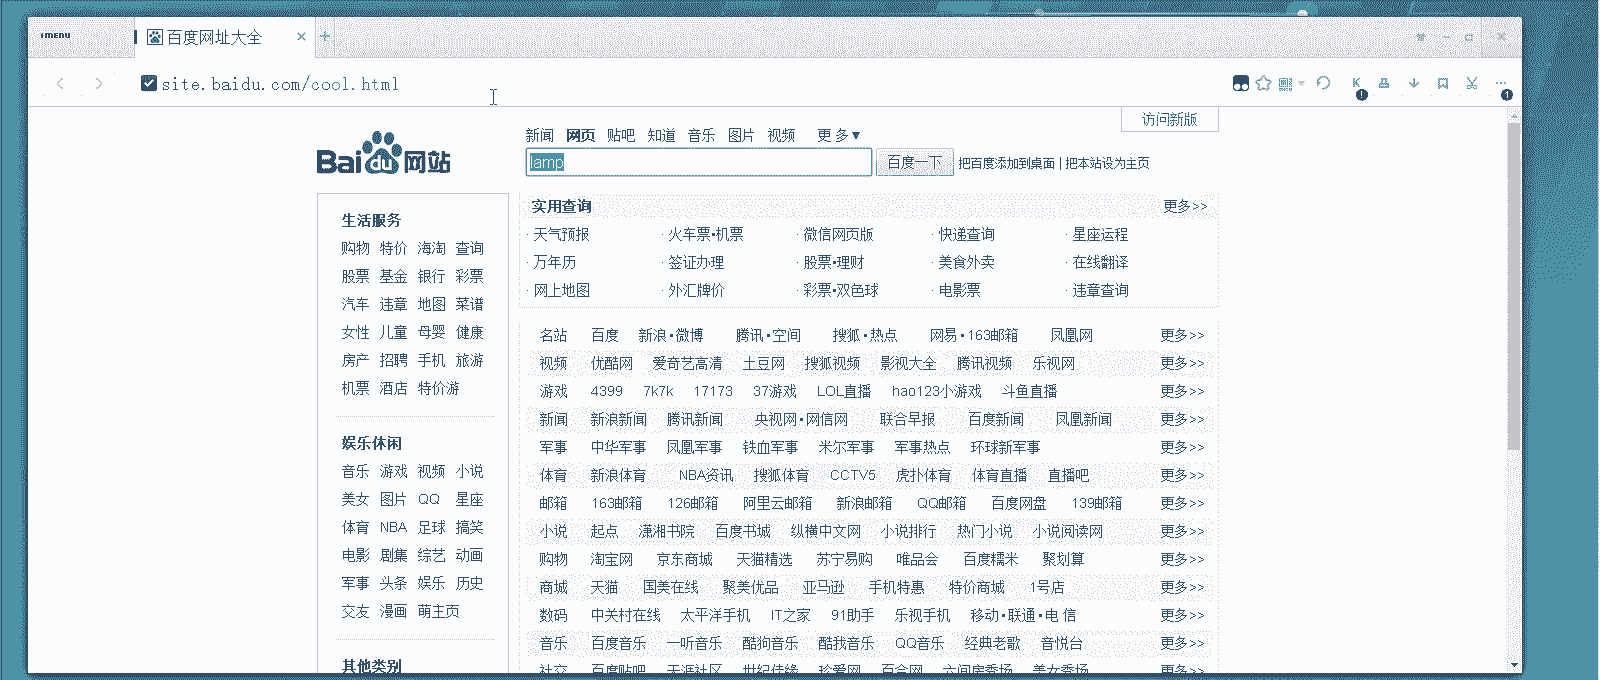 IMENU
百度网址大全
site.baidu.com/cool.html
访问新版
Bai du 网站
新闻 网页 贴吧 知道 音乐 图片 视频 更多▼
lamp 百度一下 把百度添加到桌面 | 把本站设为主页
生活服务
购物 特价 海淘 查询
股票 基金 银行 彩票
汽车 违章 地图 菜谱
女性 儿童 母婴 健康
房产 招聘 手机 旅游
机票 酒店 特价游
娱乐休闲
音乐 游戏 视频 小说
美女 图片 QQ 星座
体育 NBA 足球 搞笑
电影 剧集 综艺 动画
军事 头条 娱乐 历史
交友 漫画 萌主页
其他类别
实用查询 更多>>
· 天气预报 · 火车票•机票 · 微信网页版 · 快递查询 · 星座运程
· 万年历 · 签证办理 · 股票•理财 · 美食外卖 · 在线翻译
· 网上地图 · 外汇牌价 · 彩票•双色球 · 电影票 · 违章查询
名站 百度 新浪•微博 腾讯•空间 搜狐•热点 网易•163邮箱 凤凰网 更多>>
视频 优酷网 爱奇艺高清 土豆网 搜狐视频 影视大全 腾讯视频 乐视网 更多>>
游戏 4399 7k7k 17173 37游戏 LOL直播 hao123小游戏 斗鱼直播 更多>>
新闻 新浪新闻 腾讯新闻 央视网•网信网 联合早报 百度新闻 凤凰新闻 更多>>
军事 中华军事 凤凰军事 铁血军事 米尔军事 军事热点 环球新军事 更多>>
体育 新浪体育 NBA资讯 搜狐体育 CCTV5 虎扑体育 体育直播 直播吧 更多>>
邮箱 163邮箱 126邮箱 阿里云邮箱 新浪邮箱 QQ邮箱 百度网盘 139邮箱 更多>>
小说 起点 潇湘书院 百度书城 纵横中文网 小说排行 热门小说 小说阅读网 更多>>
购物 淘宝网 京东商城 天猫精选 苏宁易购 唯品会 百度糯米 聚划算 更多>>
商城 天猫 国美在线 聚美优品 亚马逊 手机特惠 特价商城 1号店 更多>>
数码 中关村在线 太平洋手机 IT之家 91助手 乐视手机 移动•联通•电信 更多>>
音乐 百度音乐 一听音乐 酷狗音乐 酷我音乐 QQ音乐 经典老歌 音悦台 更多>>
社交 百度贴吧 天涯社区 世纪佳缘 珍爱网 百合网 六间房秀场 美女秀场 更多>>